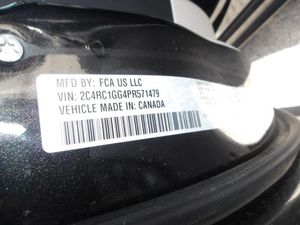 MFD BY: FCA US LLC
VIN: 2C4RC1GG4PR571479
VEHICLE MADE IN: CANADA